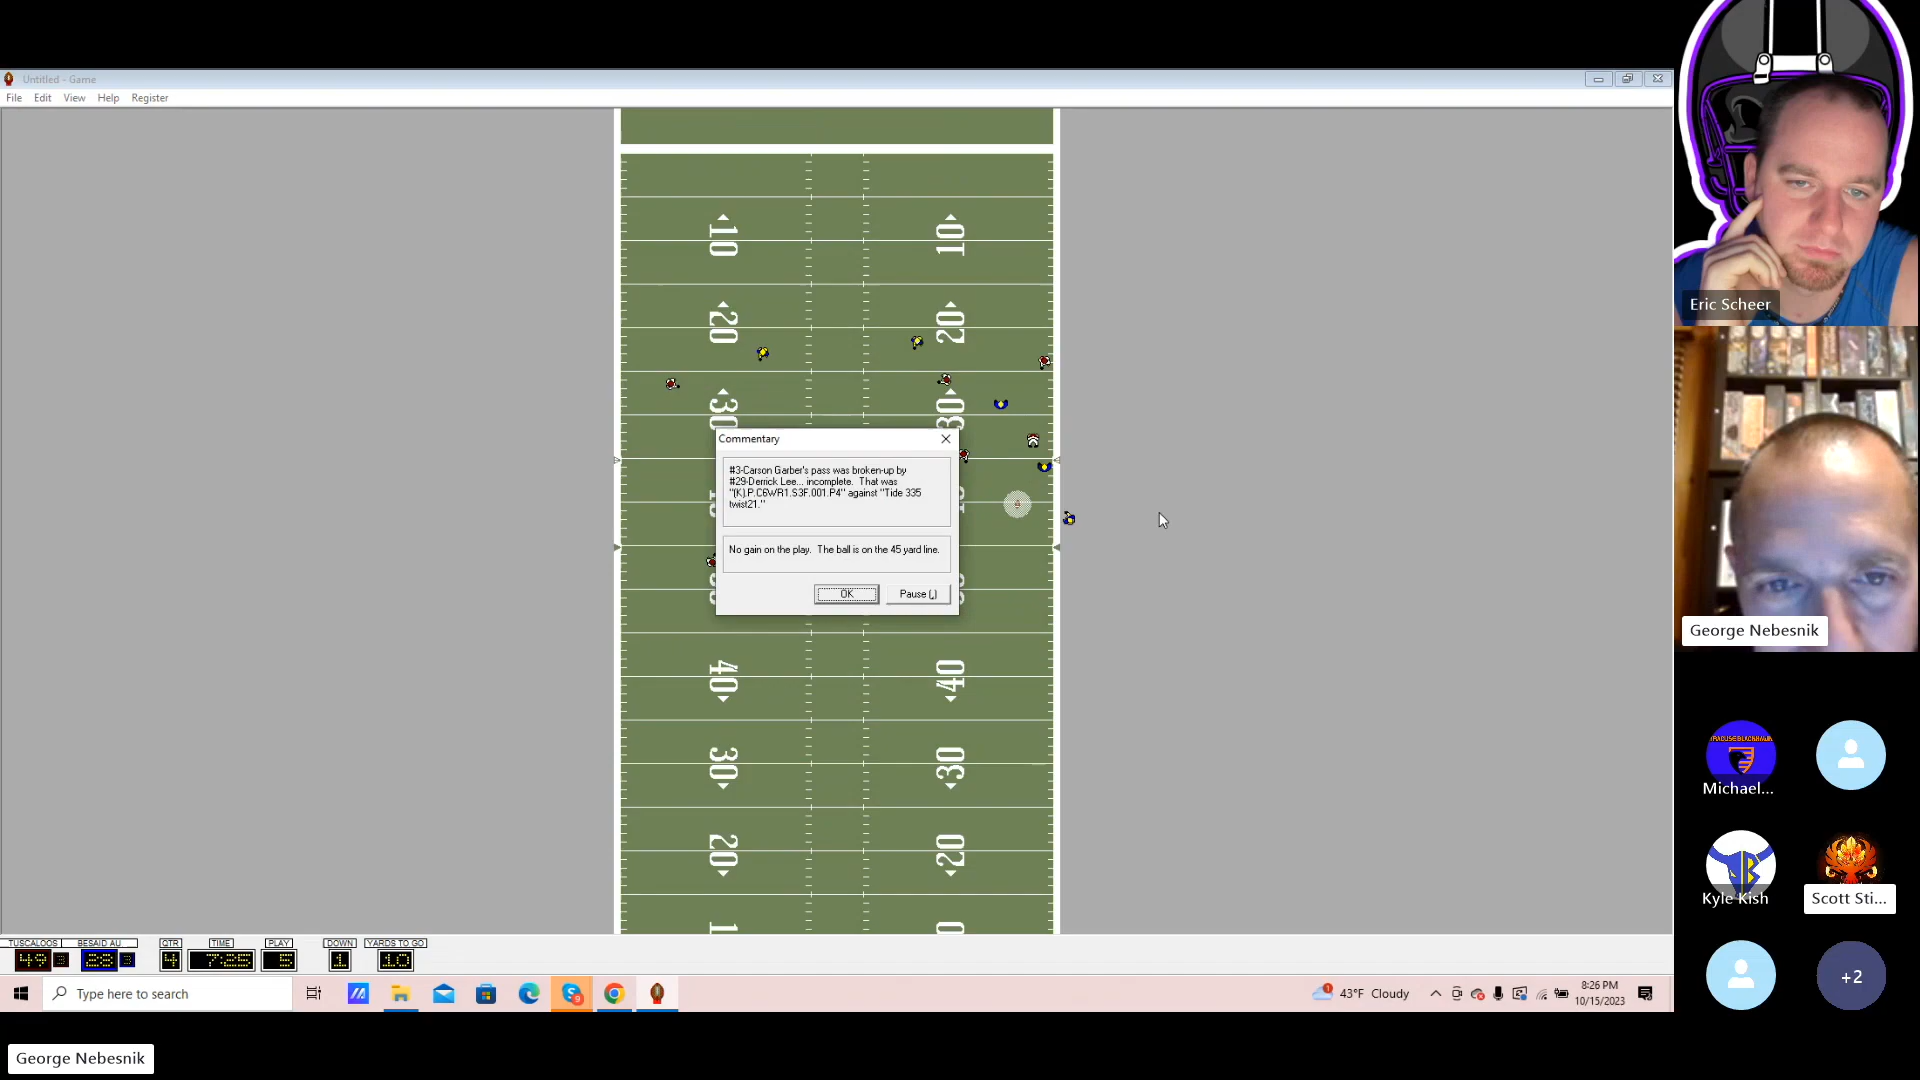 Untitled - Game
File Edit View Help Register
10 10
20 20
30 30
Commentary
#3-Carson Garber's pass was broken-up by
#29-Derrick Lee... incomplete. That was
"(K).P.C6WR1.S3F.001.P4" against "Tide 335
twist21."
No gain on the play. The ball is on the 45 yard line.
OK Pause (,)
40 40
30 30
20 20
1 0
TUSCALOOS BESAID AU QTR TIME PLAY DOWN YARDS TO GO
49 3 28 3 4 7:25 5 1 10
Type here to search
43°F Cloudy
8:26 PM
10/15/2023
Eric Scheer
George Nebesnik
Michael...
Kyle Kish
Scott Sti...
+2
George Nebesnik